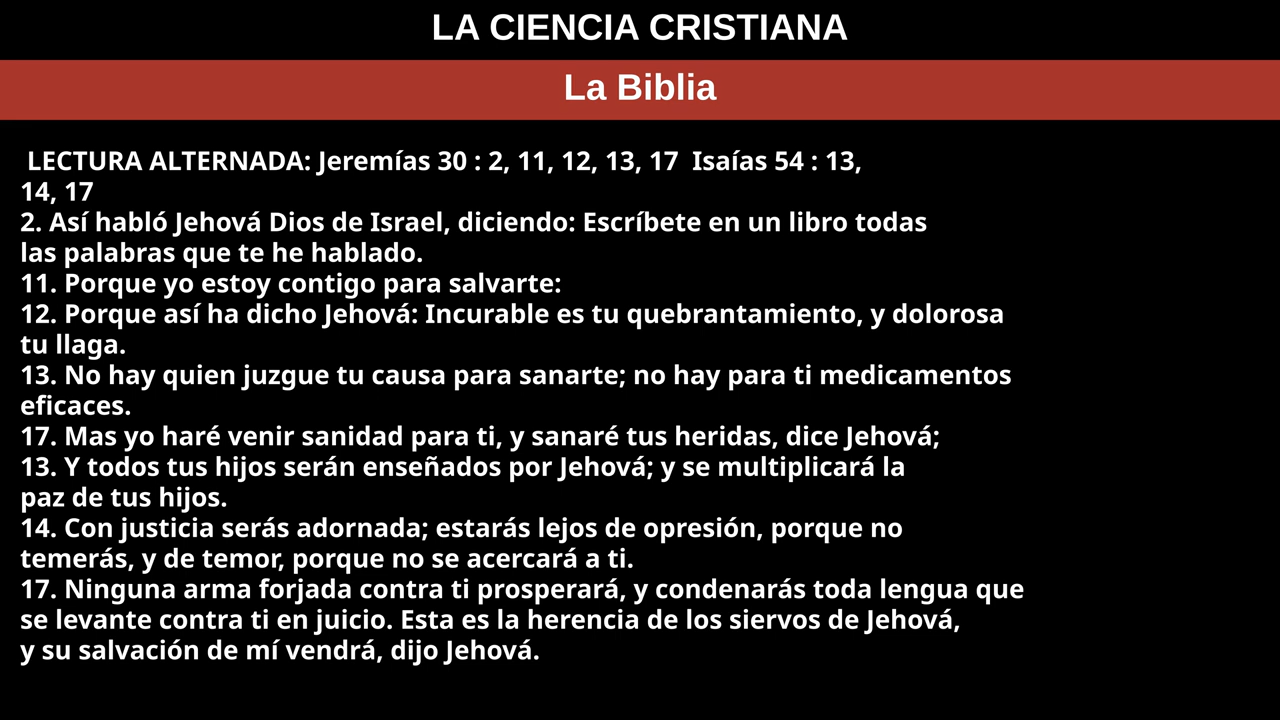 LA CIENCIA CRISTIANA
La Biblia
LECTURA ALTERNADA: Jeremías 30 : 2, 11, 12, 13, 17  Isaías 54 : 13,
14, 17
2. Así habló Jehová Dios de Israel, diciendo: Escríbete en un libro todas
las palabras que te he hablado.
11. Porque yo estoy contigo para salvarte:
12. Porque así ha dicho Jehová: Incurable es tu quebrantamiento, y dolorosa
tu llaga.
13. No hay quien juzgue tu causa para sanarte; no hay para ti medicamentos
eficaces.
17. Mas yo haré venir sanidad para ti, y sanaré tus heridas, dice Jehová;
13. Y todos tus hijos serán enseñados por Jehová; y se multiplicará la
paz de tus hijos.
14. Con justicia serás adornada; estarás lejos de opresión, porque no
temerás, y de temor, porque no se acercará a ti.
17. Ninguna arma forjada contra ti prosperará, y condenarás toda lengua que
se levante contra ti en juicio. Esta es la herencia de los siervos de Jehová,
y su salvación de mí vendrá, dijo Jehová.